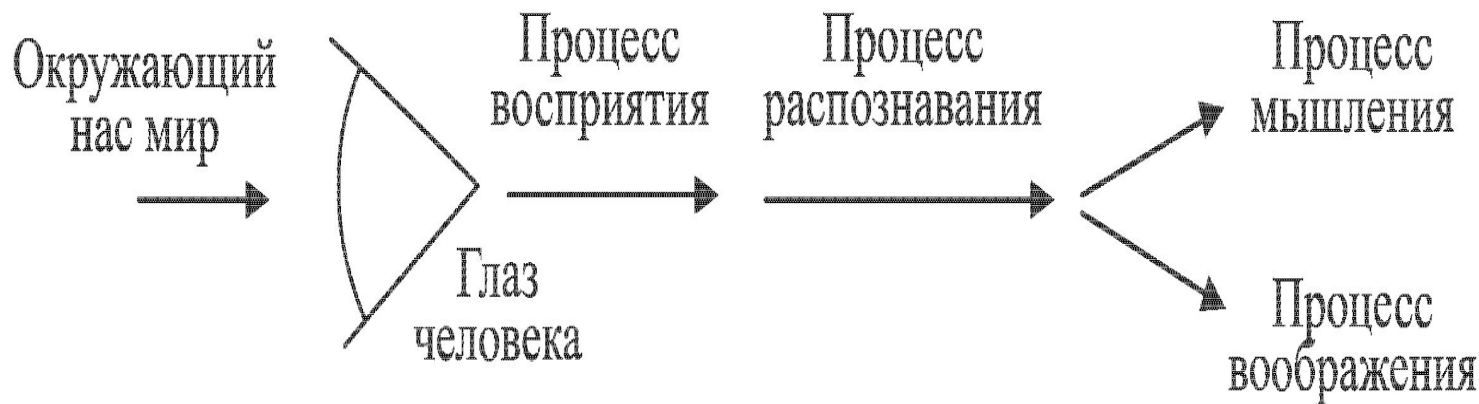 Окружающий
нас мир
Глаз
человека
Процесс
восприятия
Процесс
распознавания
Процесс
мышления
Процесс
воображения